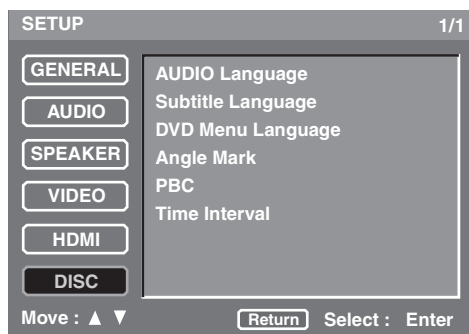 SETUP 1/1
GENERAL
AUDIO
SPEAKER
VIDEO
HDMI
DISC
AUDIO Language
Subtitle Language
DVD Menu Language
Angle Mark
PBC
Time Interval
Move : ▲ ▼ Return Select : Enter